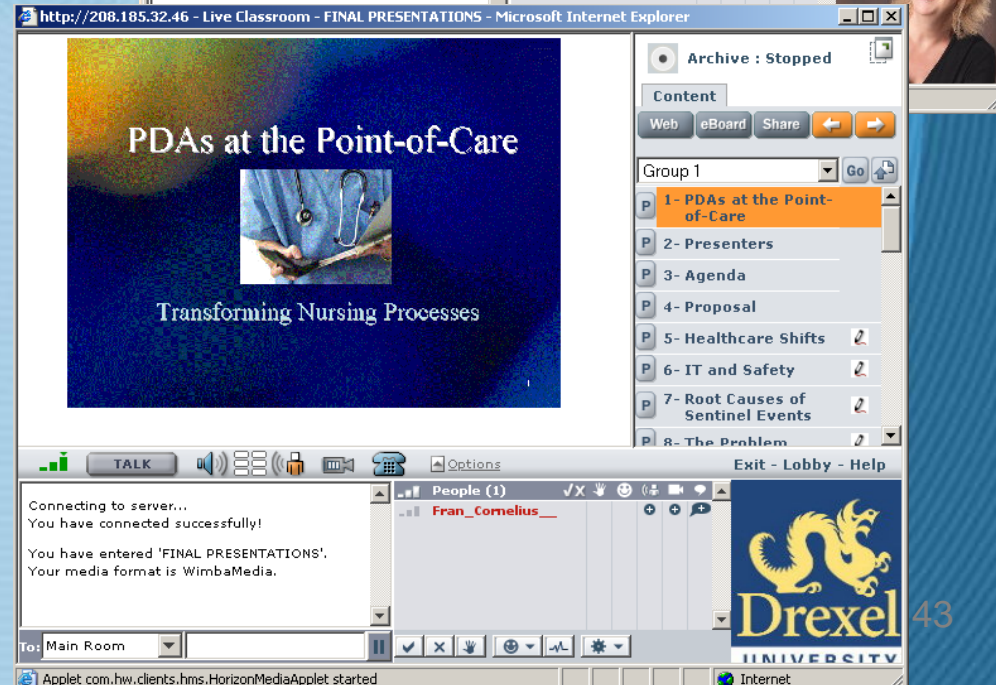 http://208.185.32.46 - Live Classroom - FINAL PRESENTATIONS - Microsoft Internet Explorer
PDAs at the Point-of-Care
Transforming Nursing Processes
1
Archive : Stopped
Content
Web eBoard Share
Group 1 Go
P 1- PDAs at the Point-
of-Care
P 2- Presenters
P 3- Agenda
P 4- Proposal
P 5- Healthcare Shifts
P 6- IT and Safety
P 7- Root Causes of
Sentinel Events
P 8- The Problem
TALK Options Exit - Lobby - Help
Connecting to server...
You have connected successfully!
You have entered 'FINAL PRESENTATIONS'.
Your media format is WimbaMedia.
People (1)
Fran_Cornelius__
Drexel
UNIVERSITY
43
To: Main Room
Applet com.hw.clients.hms.HorizonMediaApplet started Internet